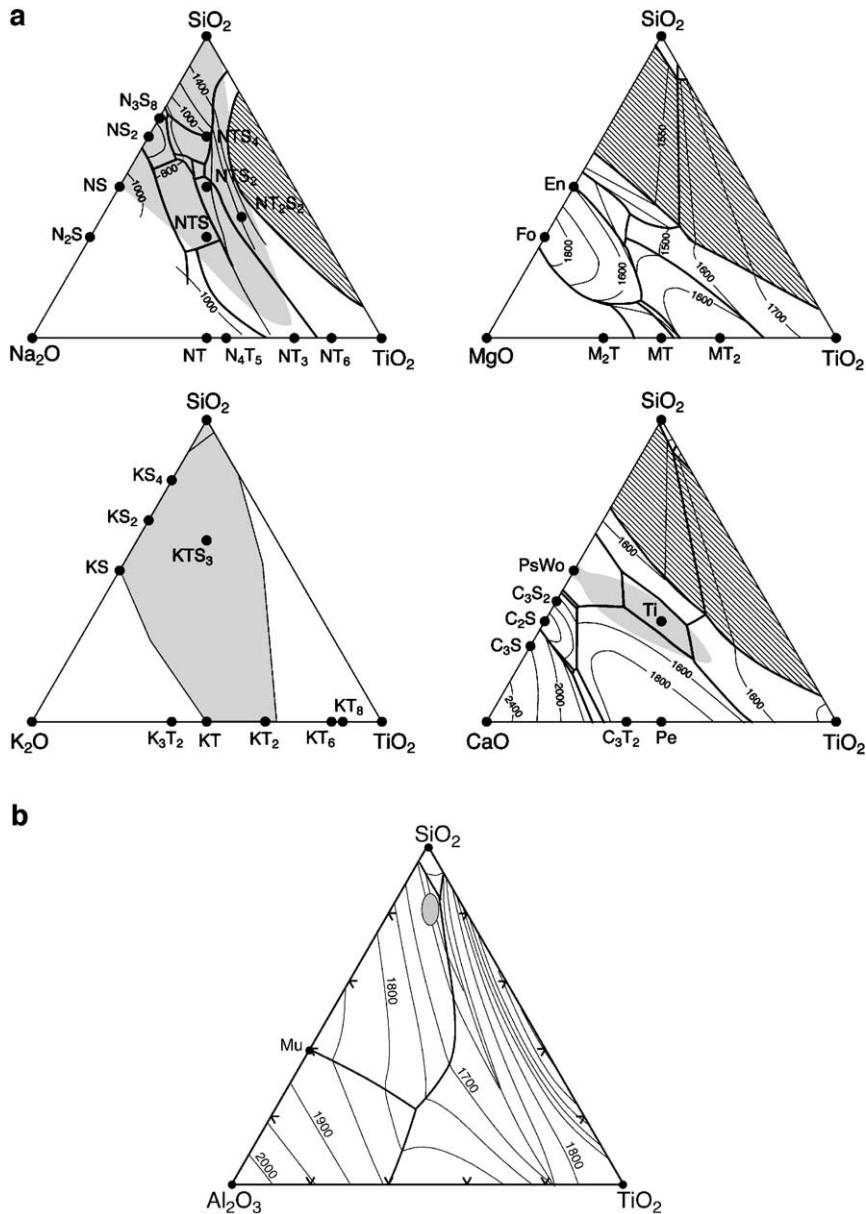 a
SiO2
1400
1000
N3S8
NS2
NTS4
800
NTS2
NS
1000
NT2S2
N2S
NTS
1000
Na2O
NT
N4T5
NT3
NT6
TiO2
SiO2
1500
En
Fo
1800
1600
1500
1600
1600
1700
MgO
M2T
MT
MT2
TiO2
SiO2
KS4
KS2
KTS3
KS
K2O
K3T2
KT
KT2
KT6
KT8
TiO2
SiO2
1600
PsWo
C3S2
C2S
Ti
C3S
1600
1800
1600
2000
2400
CaO
C3T2
Pe
TiO2
b
SiO2
1800
Mu
1700
1900
1800
2000
Al2O3
TiO2